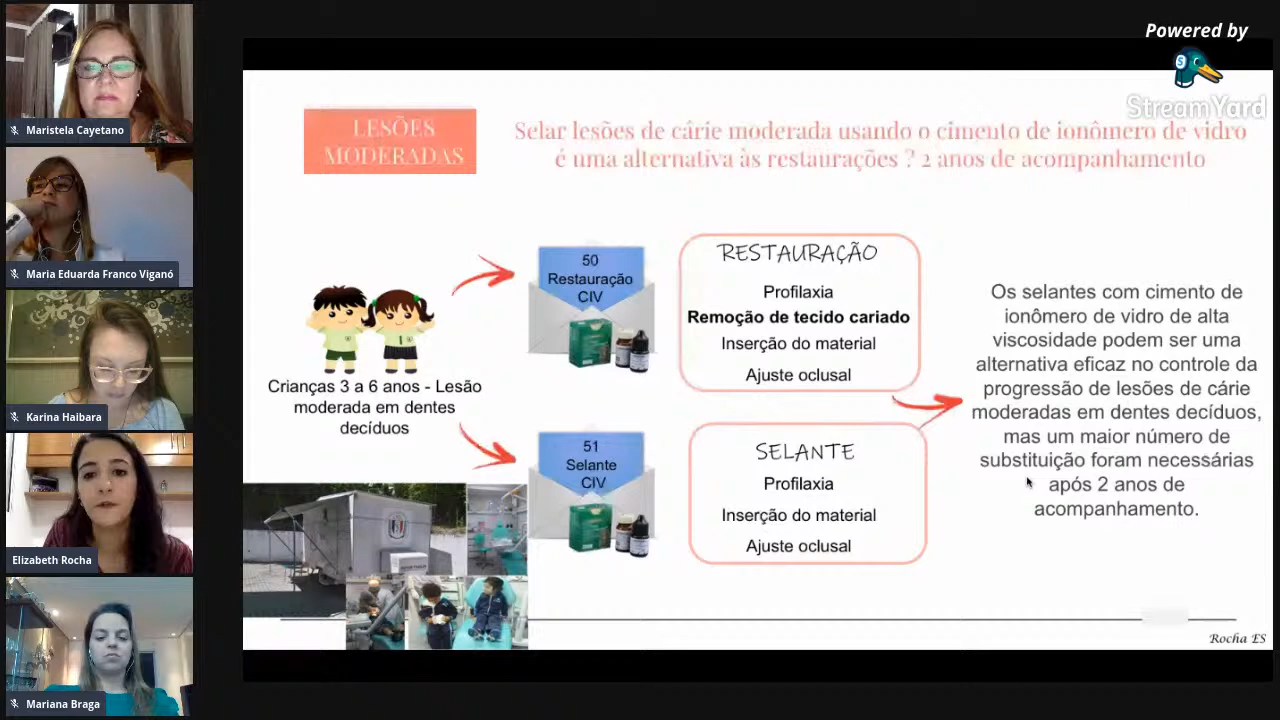 Powered by
StreamYard
Maristela Cayetano
Maria Eduarda Franco Viganó
Karina Haibara
Elizabeth Rocha
Mariana Braga
LESÕES
MODERADAS
Selar lesões de cárie moderada usando o cimento de ionômero de vidro
é uma alternativa às restaurações ? 2 anos de acompanhamento
Crianças 3 a 6 anos - Lesão
moderada em dentes
decíduos
50
Restauração
CIV
RESTAURAÇÃO
Profilaxia
Remoção de tecido cariado
Inserção do material
Ajuste oclusal
51
Selante
CIV
SELANTE
Profilaxia
Inserção do material
Ajuste oclusal
Os selantes com cimento de
ionômero de vidro de alta
viscosidade podem ser uma
alternativa eficaz no controle da
progressão de lesões de cárie
moderadas em dentes decíduos,
mas um maior número de
substituição foram necessárias
após 2 anos de
acompanhamento.
Rocha ES